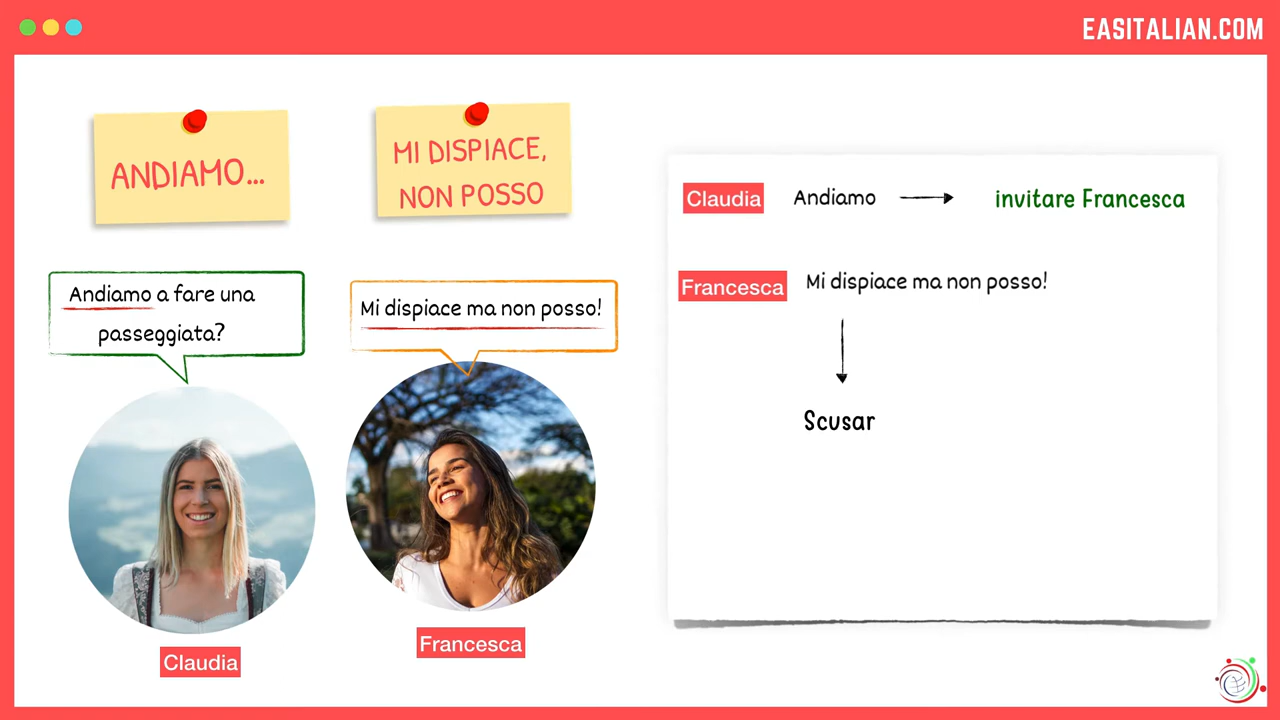 EASITALIAN.COM
ANDIAMO...
MI DISPIACE,
NON POSSO
Andiamo a fare una
passeggiata?
Mi dispiace ma non posso!
Claudia
Francesca
Claudia Andiamo invitare Francesca
Francesca Mi dispiace ma non posso!
Scusar